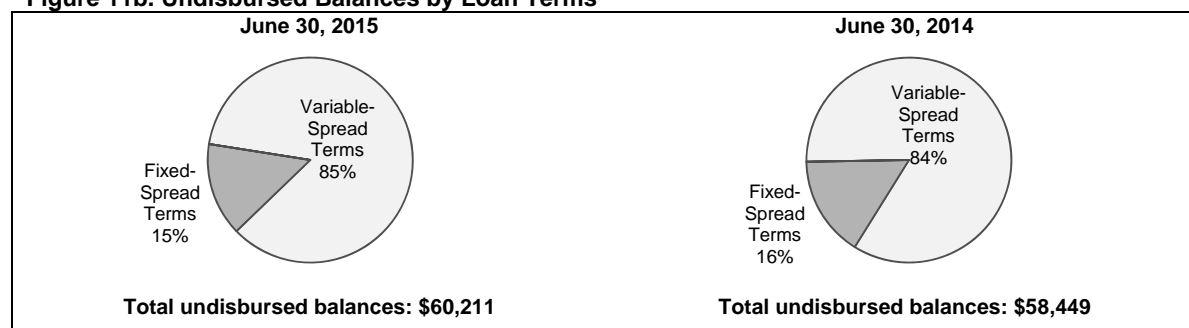 Figure 11b: Undisbursed Balances by Loan Terms
June 30, 2015
Variable-
Spread
Terms
85%
Fixed-
Spread
Terms
15%
Total undisbursed balances: $60,211
June 30, 2014
Variable-
Spread
Terms
84%
Fixed-
Spread
Terms
16%
Total undisbursed balances: $58,449